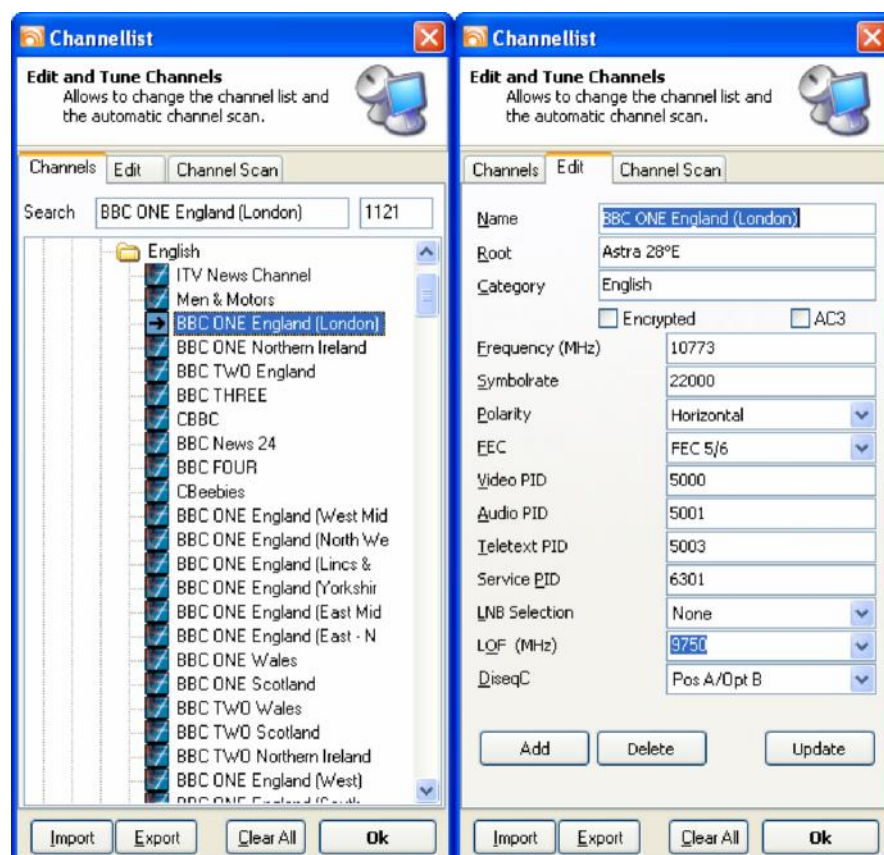 Channellist
Edit and Tune Channels
Allows to change the channel list and
the automatic channel scan.
Channels Edit Channel Scan
Search BBC ONE England (London) 1121
English
ITV News Channel
Men & Motors
BBC ONE England (London)
BBC ONE Northern Ireland
BBC TWO England
BBC THREE
CBBC
BBC News 24
BBC FOUR
CBeebies
BBC ONE England (West Mid
BBC ONE England (North We
BBC ONE England (Lincs &
BBC ONE England (Yorkshir
BBC ONE England (East Mid
BBC ONE England (East - N
BBC ONE Wales
BBC ONE Scotland
BBC TWO Wales
BBC TWO Scotland
BBC TWO Northern Ireland
BBC ONE England (West)
BBC ONE England (South
Import Export Clear All Ok
Channellist
Edit and Tune Channels
Allows to change the channel list and
the automatic channel scan.
Channels Edit Channel Scan
Name BBC ONE England (London)
Root Astra 28°E
Category English
Encrypted AC3
Frequency (MHz) 10773
Symbolrate 22000
Polarity Horizontal
FEC FEC 5/6
Video PID 5000
Audio PID 5001
Teletext PID 5003
Service PID 6301
LNB Selection None
LOF (MHz) 9750
DiseqC Pos A/Opt B
Add Delete Update
Import Export Clear All Ok